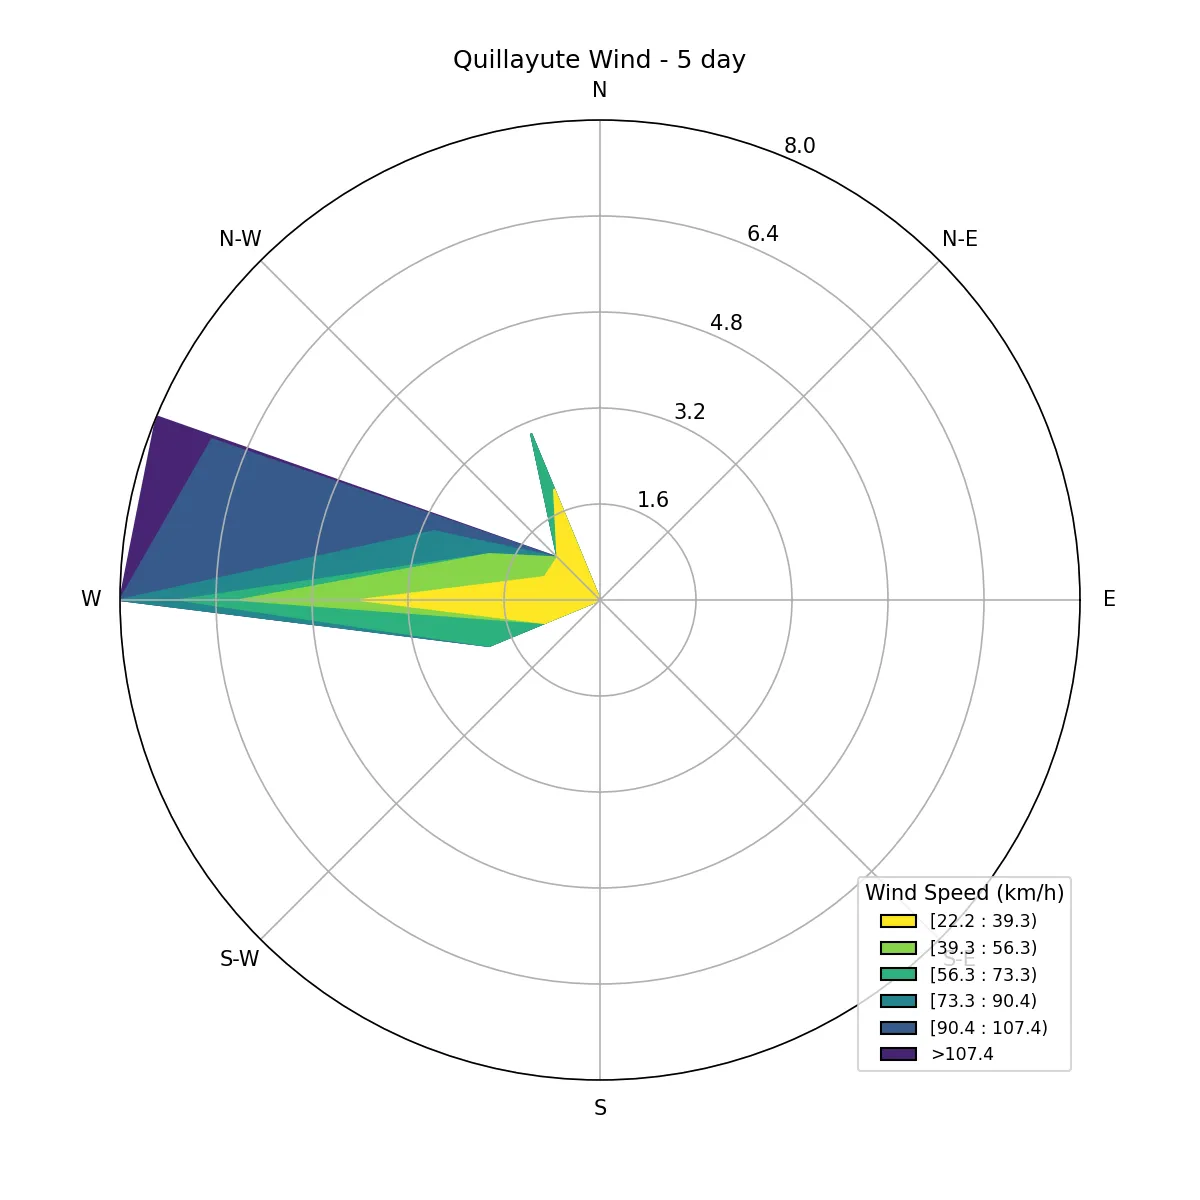 Quillayute Wind - 5 day
N
8.0
N-W
6.4
N-E
4.8
3.2
1.6
W
E
Wind Speed (km/h)
[22.2 : 39.3)
[39.3 : 56.3)
S-W
S-E
[56.3 : 73.3)
[73.3 : 90.4)
[90.4 : 107.4)
>107.4
S